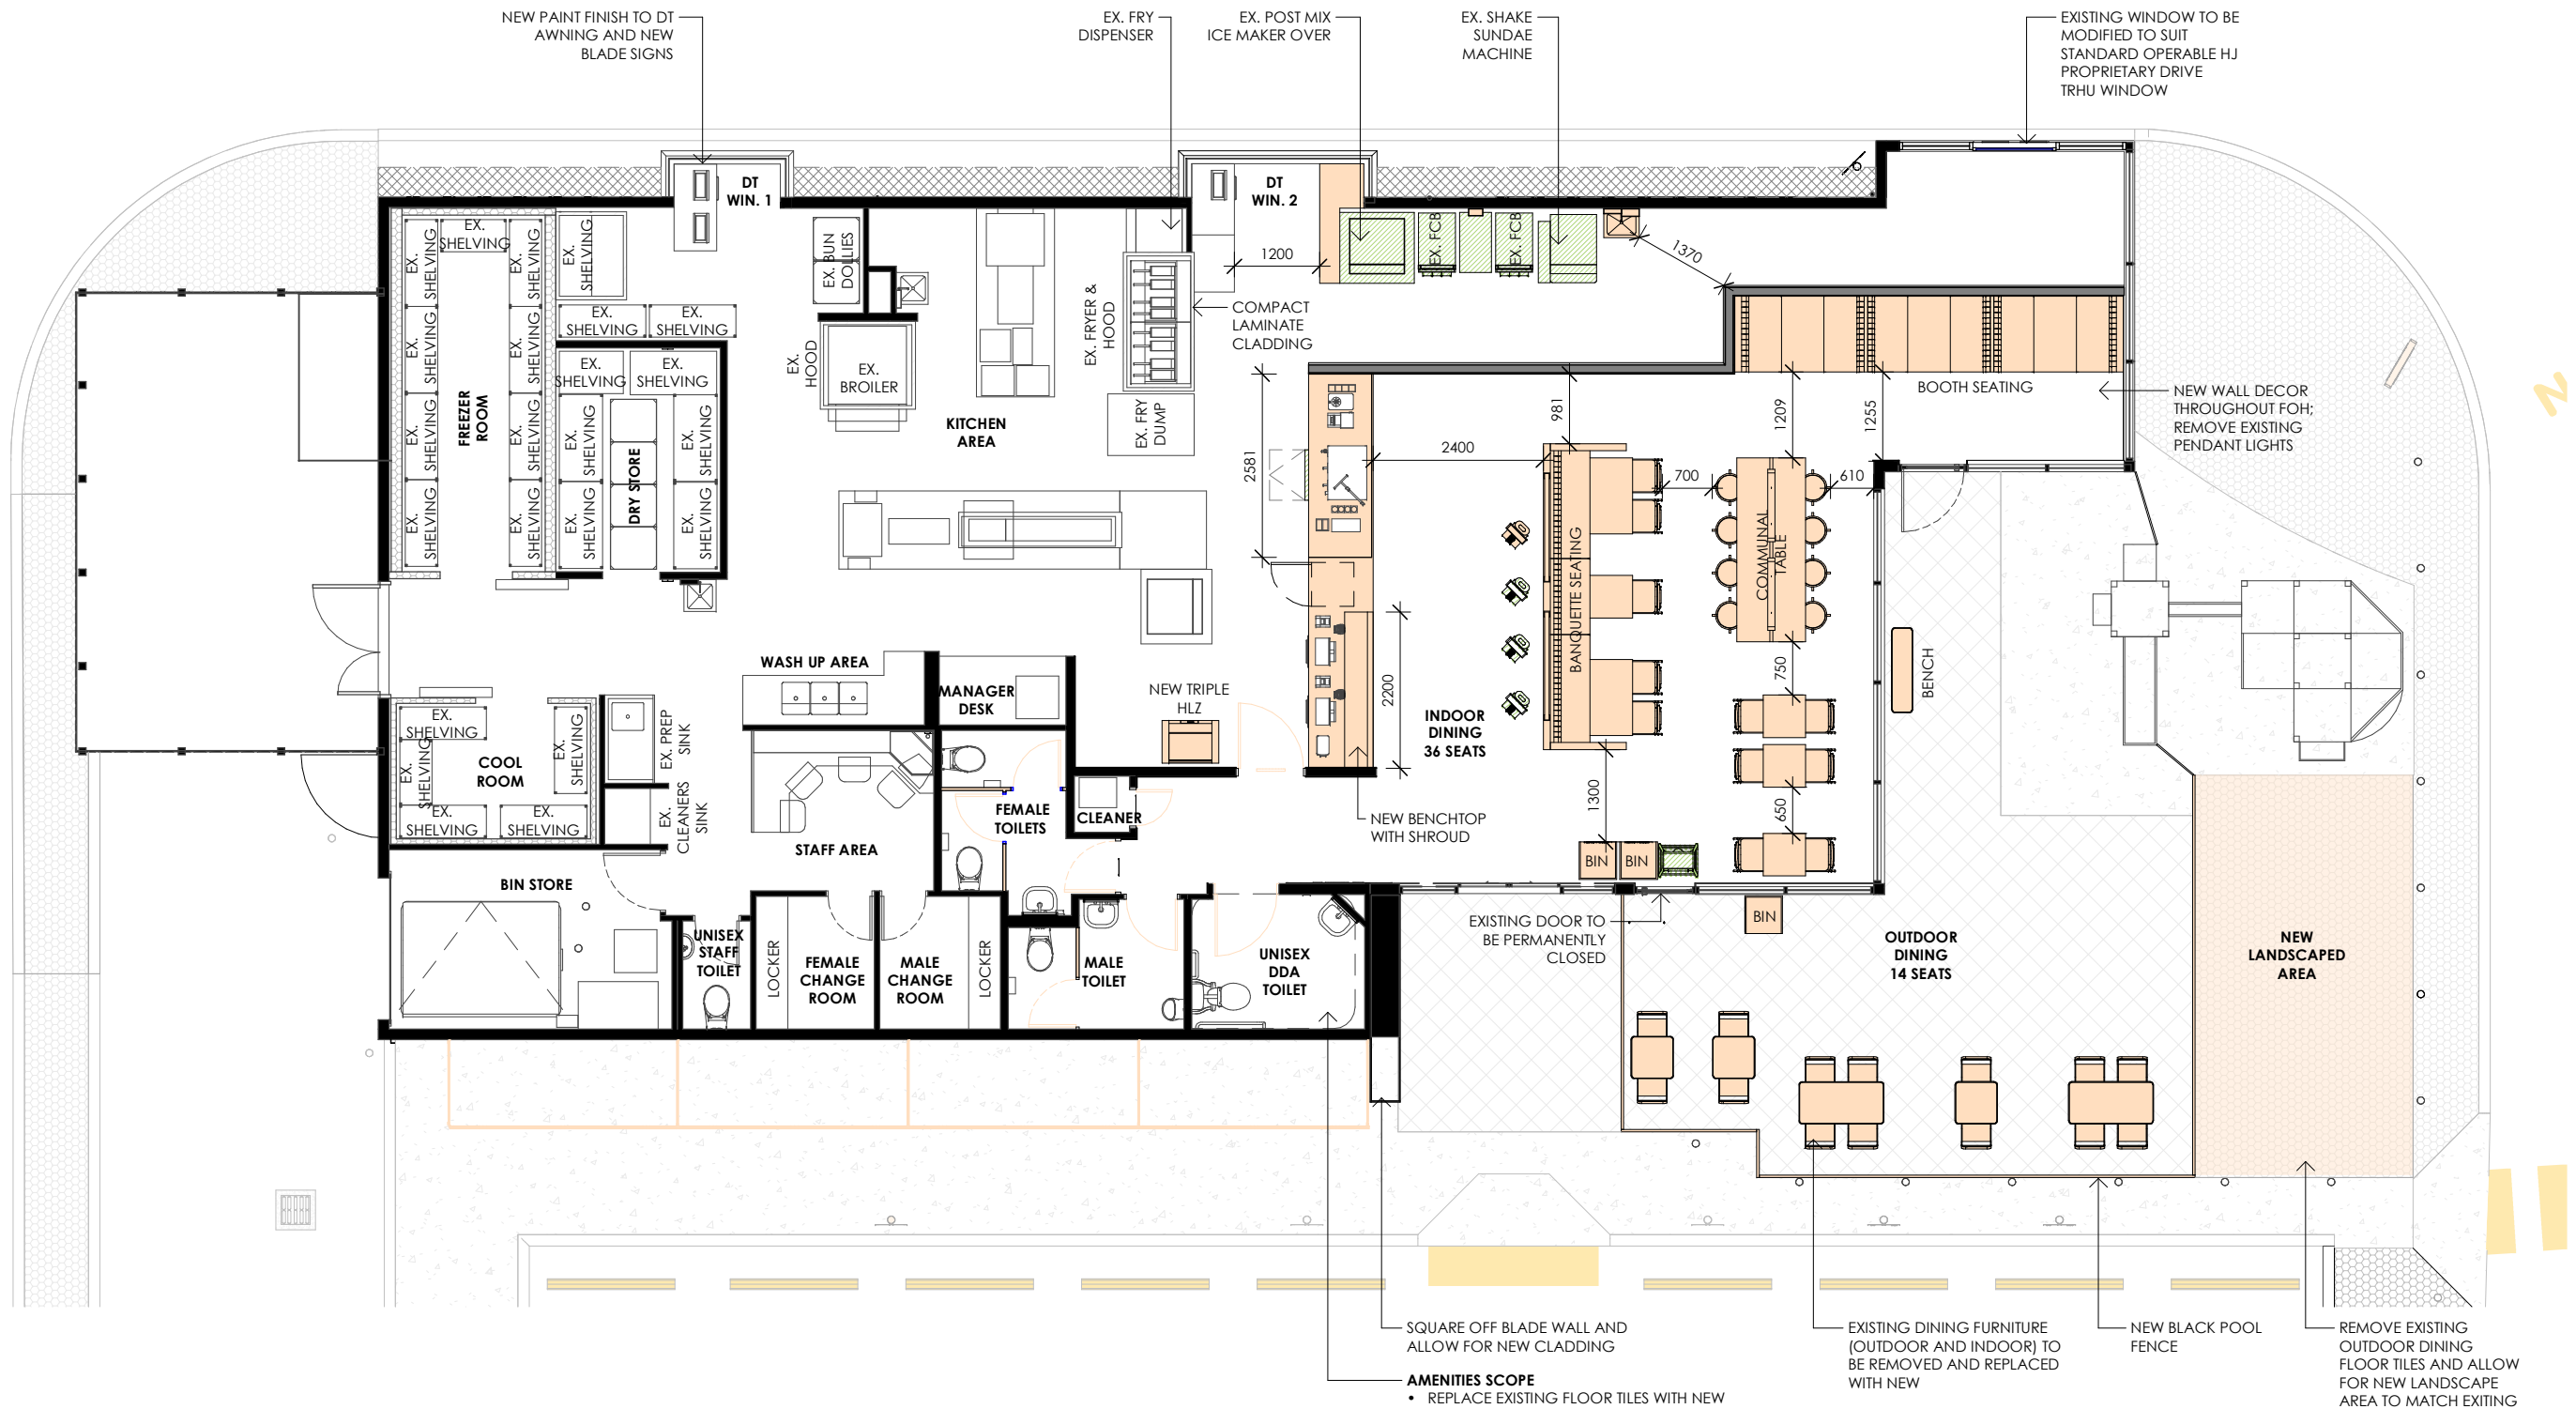 NEW PAINT FINISH TO DT
AWNING AND NEW
BLADE SIGNS
EX. FRY
DISPENSER
EX. POST MIX
ICE MAKER OVER
EX. SHAKE
SUNDAE
MACHINE
EXISTING WINDOW TO BE
MODIFIED TO SUIT
STANDARD OPERABLE HJ
PROPRIETARY DRIVE
TRHU WINDOW
DT
WIN. 1
DT
WIN. 2
EX.
SHELVING
EX.
SHELVING
EX.
SHELVING
EX.
SHELVING
EX.
SHELVING
EX.
SHELVING
EX.
SHELVING
EX.
SHELVING
EX.
SHELVING
EX.
SHELVING
EX.
SHELVING
EX.
SHELVING
FREEZER
ROOM
EX.
SHELVING
EX.
SHELVING
EX.
SHELVING
EX.
SHELVING
EX.
SHELVING
EX.
SHELVING
DRY STORE
EX. BUN
DOLLIES
EX.
HOOD
EX.
BROILER
KITCHEN
AREA
EX. FRYER &
HOOD
EX. FRY
DUMP
1200
COMPACT
LAMINATE
CLADDING
EX. FCB
EX. FCB
1370
2581
2400
981
1209
1255
BOOTH SEATING
NEW WALL DECOR
THROUGHOUT FOH;
REMOVE EXISTING
PENDANT LIGHTS
700
610
BANQUETTE SEATING
COMMUNAL
TABLE
BENCH
750
650
1300
2200
INDOOR
DINING
36 SEATS
WASH UP AREA
MANAGER
DESK
NEW TRIPLE
HLZ
EX.
SHELVING
EX.
SHELVING
EX.
SHELVING
EX.
SHELVING
EX.
SHELVING
COOL
ROOM
EX. PREP
SINK
EX.
CLEANERS
SINK
STAFF AREA
FEMALE
TOILETS
CLEANER
NEW BENCHTOP
WITH SHROUD
BIN
BIN
BIN
BIN STORE
UNISEX
STAFF
TOILET
LOCKER
FEMALE
CHANGE
ROOM
MALE
CHANGE
ROOM
LOCKER
MALE
TOILET
UNISEX
DDA
TOILET
EXISTING DOOR TO
BE PERMANENTLY
CLOSED
OUTDOOR
DINING
14 SEATS
NEW
LANDSCAPED
AREA
SQUARE OFF BLADE WALL AND
ALLOW FOR NEW CLADDING
AMENITIES SCOPE
• REPLACE EXISTING FLOOR TILES WITH NEW
EXISTING DINING FURNITURE
(OUTDOOR AND INDOOR) TO
BE REMOVED AND REPLACED
WITH NEW
NEW BLACK POOL
FENCE
REMOVE EXISTING
OUTDOOR DINING
FLOOR TILES AND ALLOW
FOR NEW LANDSCAPE
AREA TO MATCH EXITING